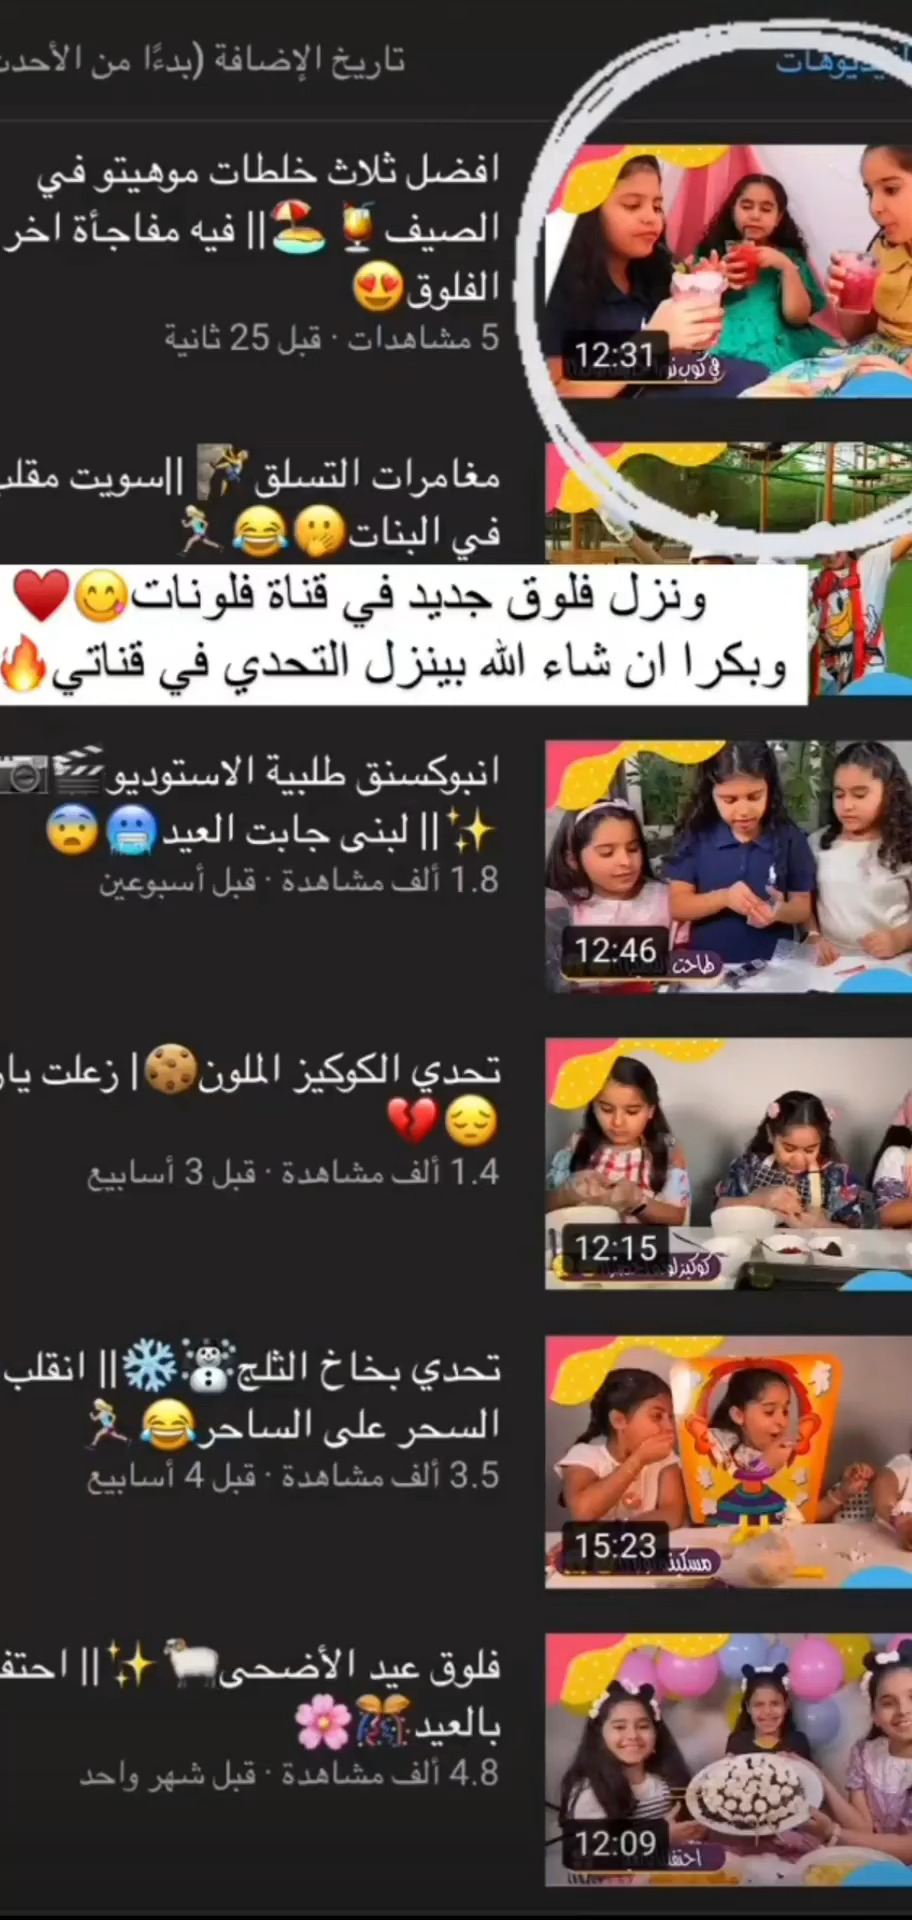 الفيديوهات
تاريخ الإضافة (بدءًا من الأحدث
افضل ثلاث خلطات موهيتو في
الصيف🍹🏖️|| فيه مفاجأة اخر
الفلوق😍
5 مشاهدات · قبل 25 ثانية
12:31
في كوب
مغامرات التسلق🧗||سويت مقلب
في البنات🤭😂🏃‍♀️
ونزل فلوق جديد في قناة فلونات😋♥️
وبكرا ان شاء الله بينزل التحدي في قناتي🔥
انبوكسنق طلبية الاستوديو🎬📷
✨|| لبنى جابت العيد🥶😨
1.8 ألف مشاهدة · قبل أسبوعين
12:46
طاحت
تحدي الكوكيز الملون🍪| زعلت
😔💔
1.4 ألف مشاهدة · قبل 3 أسابيع
12:15
تحدي بخاخ الثلج☃️❄️|| انقلب
السحر على الساحر😂🏃‍♀️
3.5 ألف مشاهدة · قبل 4 أسابيع
15:23
فلوق عيد الأضحى🐏✨||
بالعيد🎊🌸
4.8 ألف مشاهدة · قبل شهر واحد
12:09